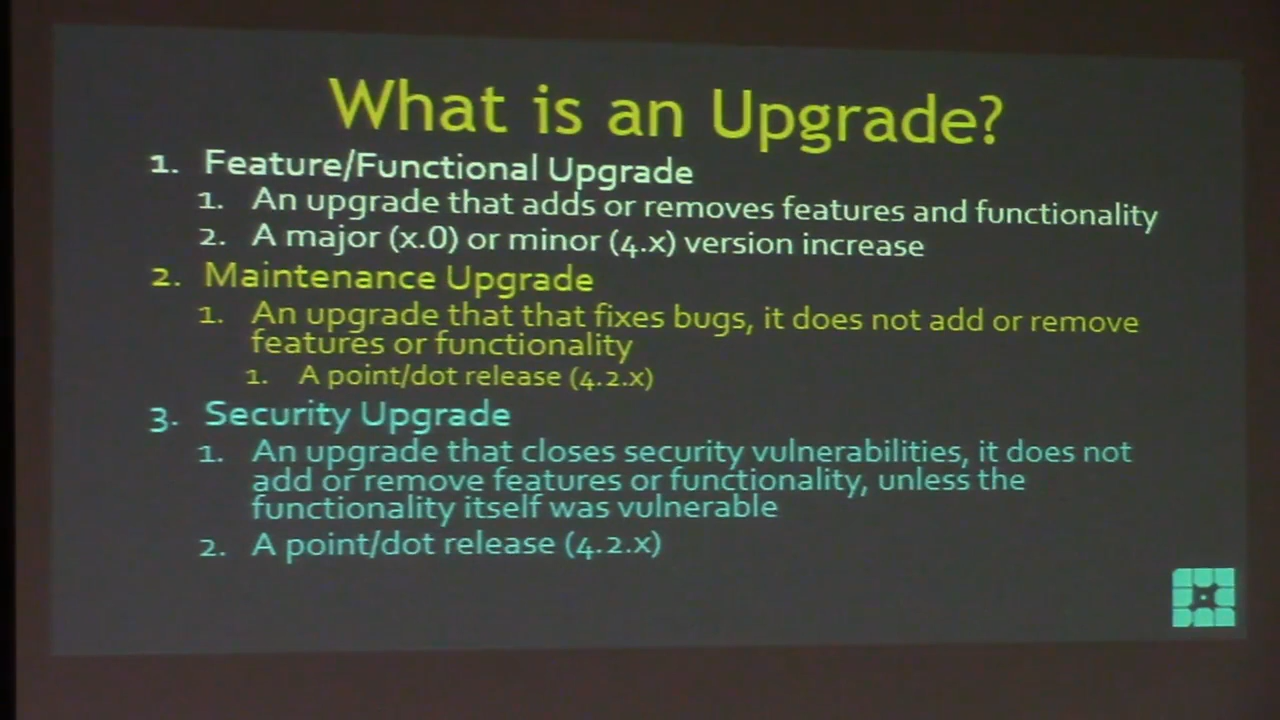 What is an Upgrade?
1. Feature/Functional Upgrade
1. An upgrade that adds or removes features and functionality
2. A major (x.0) or minor (4.x) version increase
2. Maintenance Upgrade
1. An upgrade that that fixes bugs, it does not add or remove
features or functionality
1. A point/dot release (4.2.x)
3. Security Upgrade
1. An upgrade that closes security vulnerabilities, it does not
add or remove features or functionality, unless the
functionality itself was vulnerable
2. A point/dot release (4.2.x)